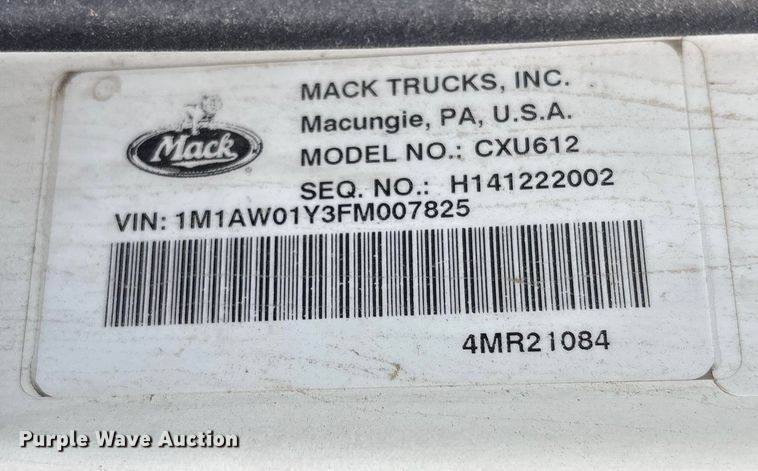 MACK TRUCKS, INC.
Macungie, PA, U.S.A.
MODEL NO.: CXU612
SEQ. NO.: H141222002
Mack
®
VIN: 1M1AW01Y3FM007825
4MR21084
Purple Wave Auction